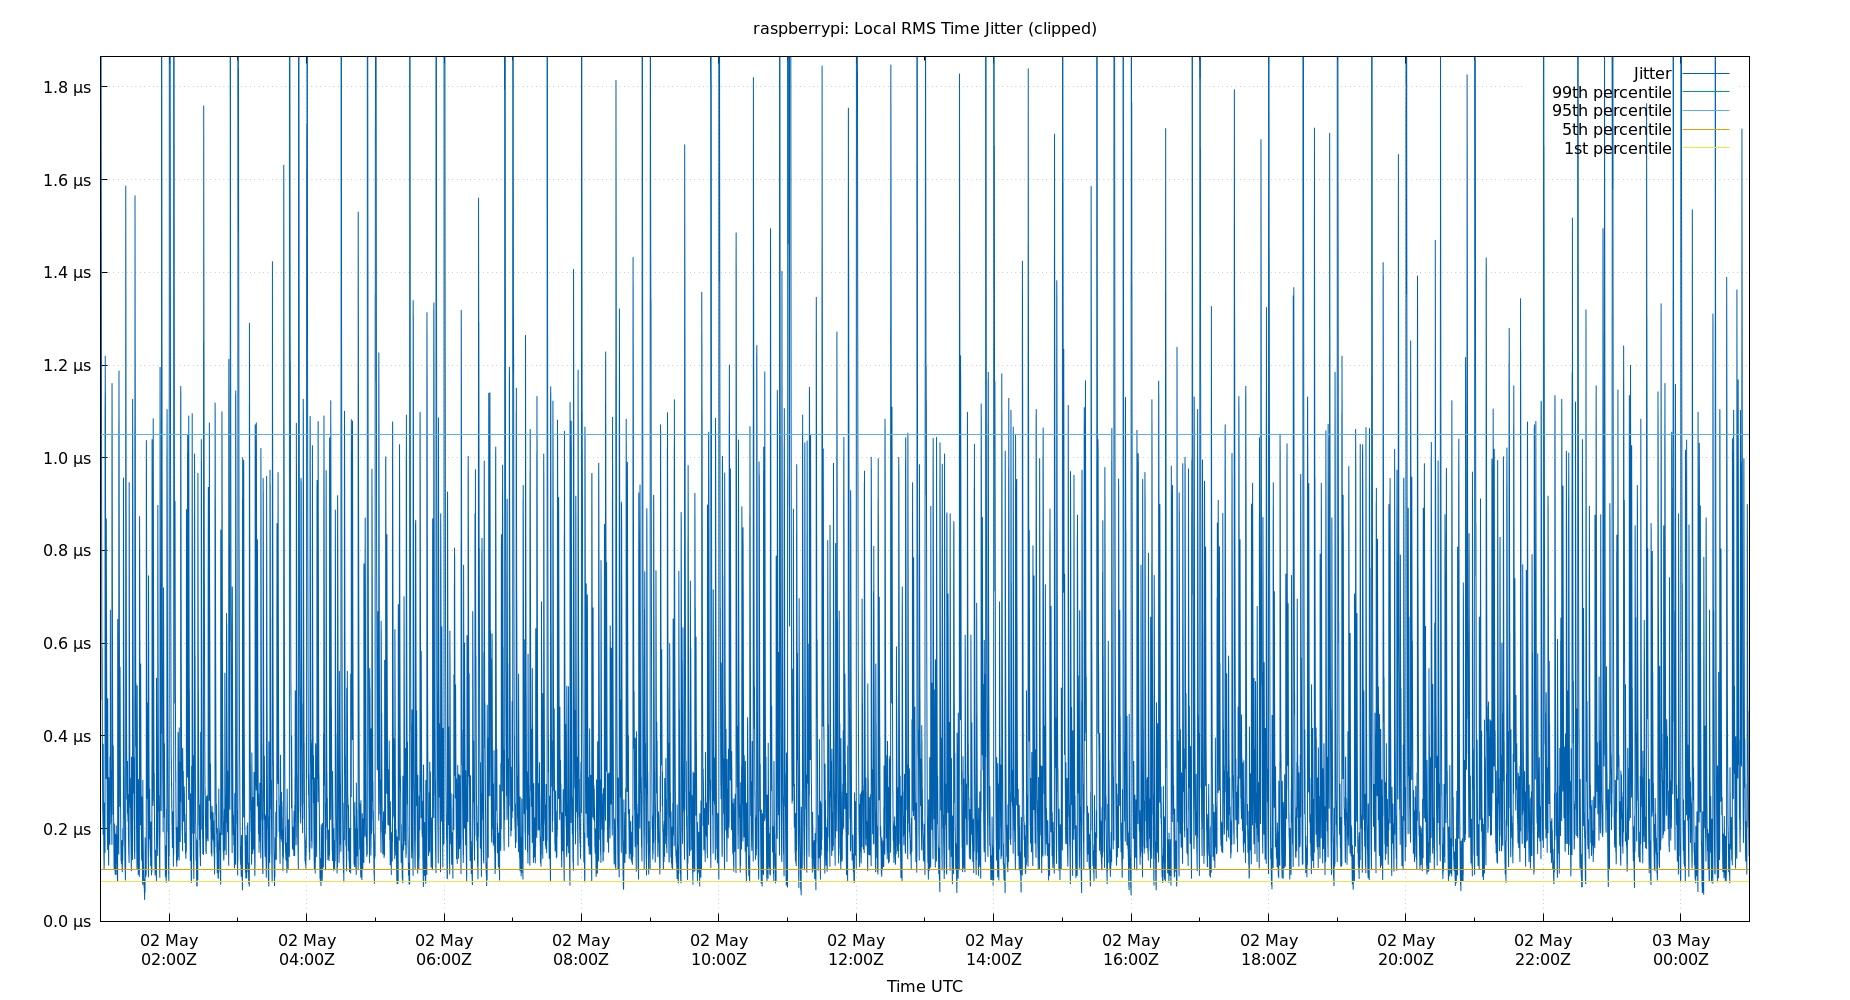 raspberrypi: Local RMS Time Jitter (clipped)
1.8 µs
1.6 µs
1.4 µs
1.2 µs
1.0 µs
0.8 µs
0.6 µs
0.4 µs
0.2 µs
0.0 µs
Jitter
99th percentile
95th percentile
5th percentile
1st percentile
02 May 02 May 02 May 02 May 02 May 02 May 02 May 02 May 02 May 02 May 02 May 03 May
02:00Z 04:00Z 06:00Z 08:00Z 10:00Z 12:00Z 14:00Z 16:00Z 18:00Z 20:00Z 22:00Z 00:00Z
Time UTC